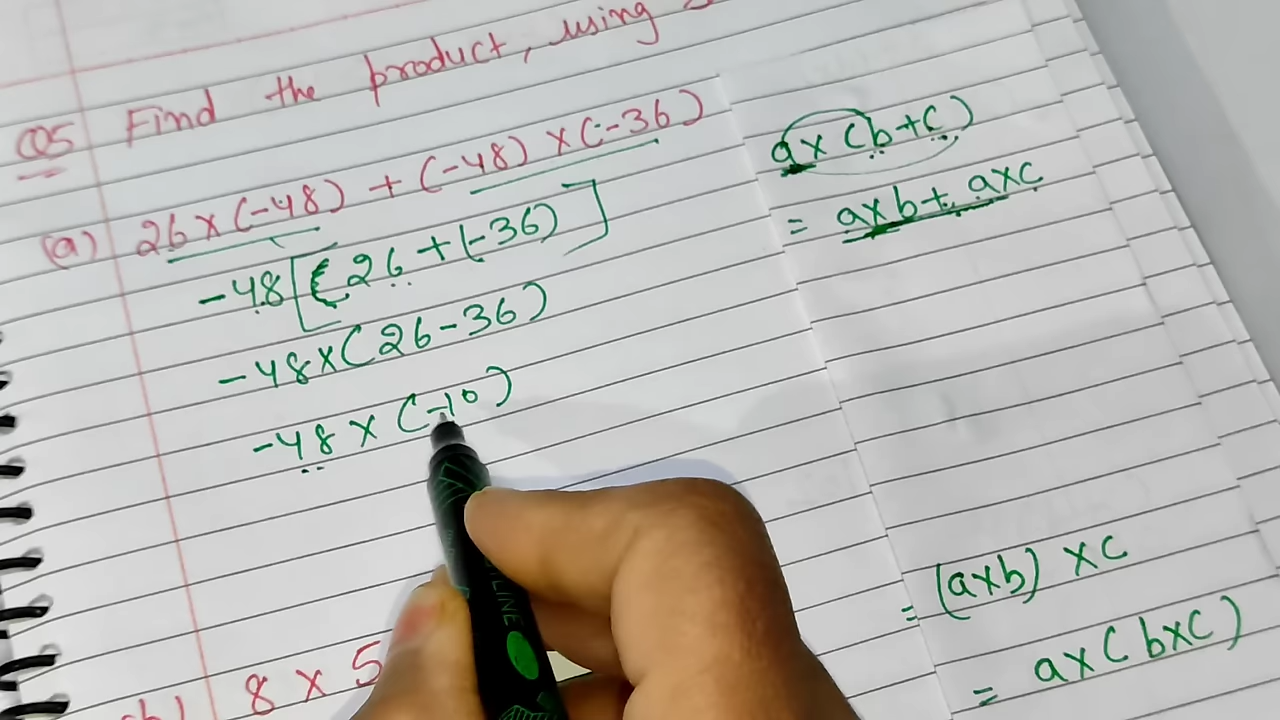 Q5 Find the product, using
(a) 26 x (-48) + (-48) x (-36)
-48 [(26 + (-36)]
-48 x (26 - 36)
-48 x (-10)
8 x 5
a x (b + c)
= a x b + a x c
= (a x b) x c
= a x (b x c)